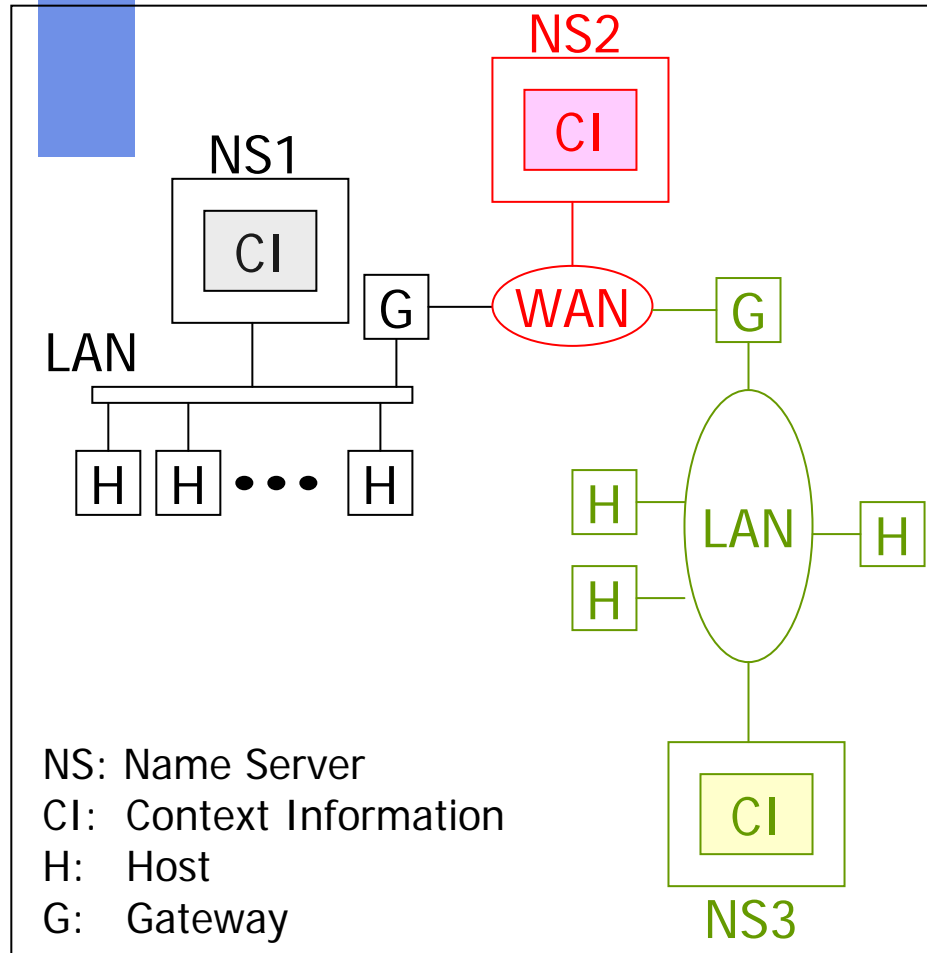 NS2
CI
NS1
CI
G
WAN
G
LAN
H H ••• H
H
LAN
H
H
NS: Name Server
CI: Context Information
CI
H: Host
G: Gateway
NS3